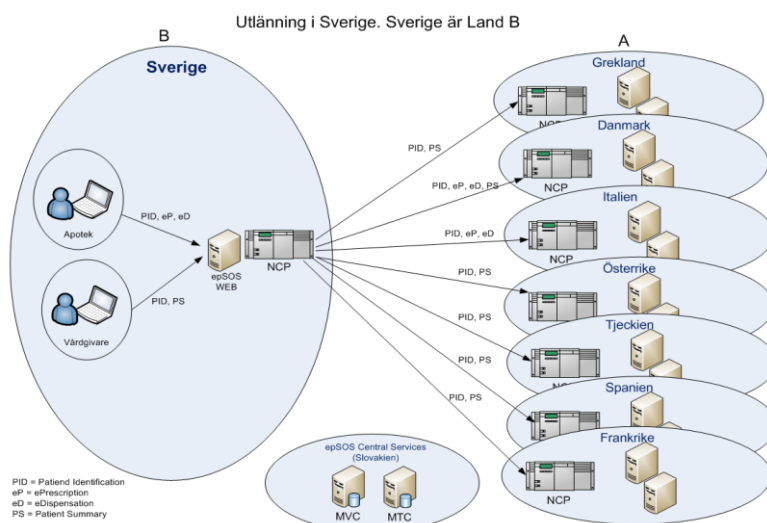 Utlänning i Sverige. Sverige är Land B
B
Sverige
Apotek
PID, eP, eD
Vårdgivare
PID, PS
epSOS
WEB
NCP
A
Grekland
NCP
PID, PS
Danmark
NCP
PID, eP, eD, PS
Italien
NCP
PID, eP, eD
Österrike
PID, PS
Tjeckien
NCP
PID, PS
Spanien
PID, PS
Frankrike
NCP
PID, PS
epSOS Central Services
(Slovakien)
MVC
MTC
PID = Patiend Identification
eP = ePrescription
eD = eDispensation
PS = Patient Summary